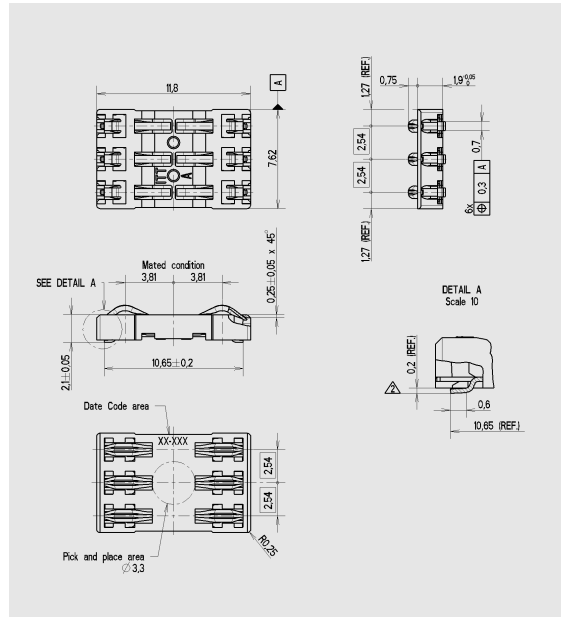 11,8
A
7,62
A
1,27 (REF.)
2,54
2,54
1,27 (REF.)
0,75
1,9 +0,05 0
0,7
6x 0,3 A
SEE DETAIL A
Mated condition
3,81 3,81
0,25±0,05 x 45°
2,1±0,05
10,65±0,2
DETAIL A
Scale 10
0,2 (REF.)
2
0,6
10,65 (REF.)
Date Code area
XX-XXX
2,54
2,54
R0,25
Pick and place area
Ø 3,3